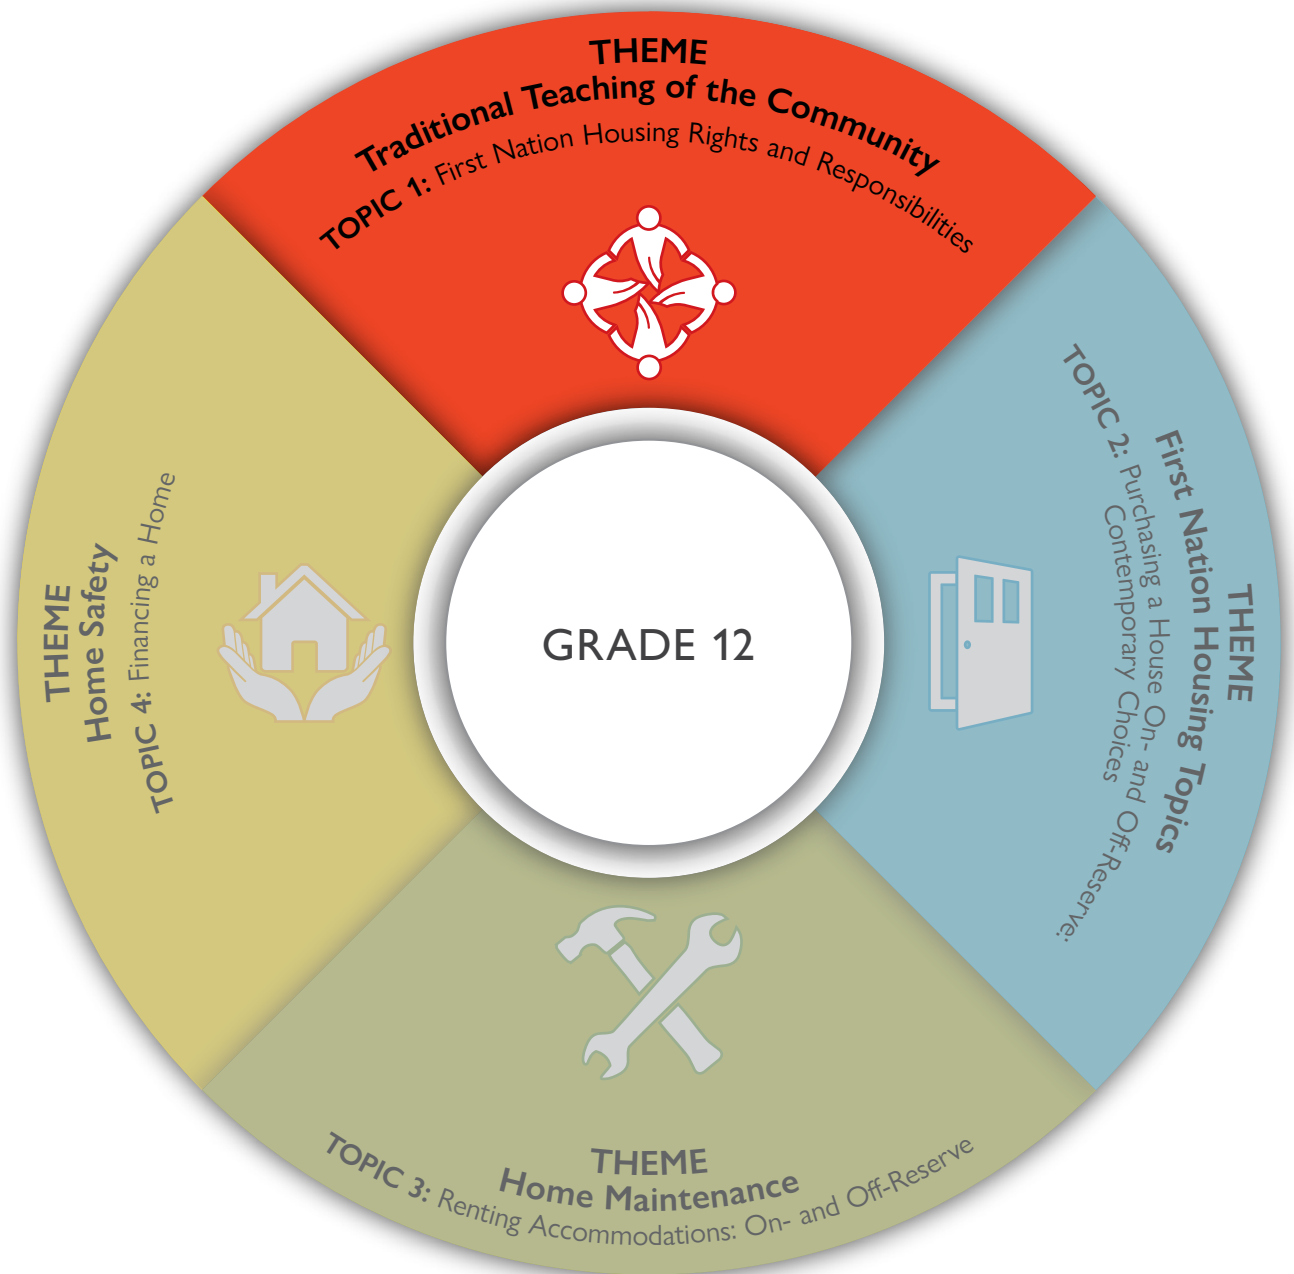 THEME
Traditional Teaching of the Community
TOPIC 1: First Nation Housing Rights and Responsibilities
THEME
First Nation Housing Topics
TOPIC 2: Purchasing a House On- and Off-Reserve:
Contemporary Choices
THEME
Home Maintenance
TOPIC 3: Renting Accommodations: On- and Off-Reserve
THEME
Home Safety
TOPIC 4: Financing a Home
GRADE 12